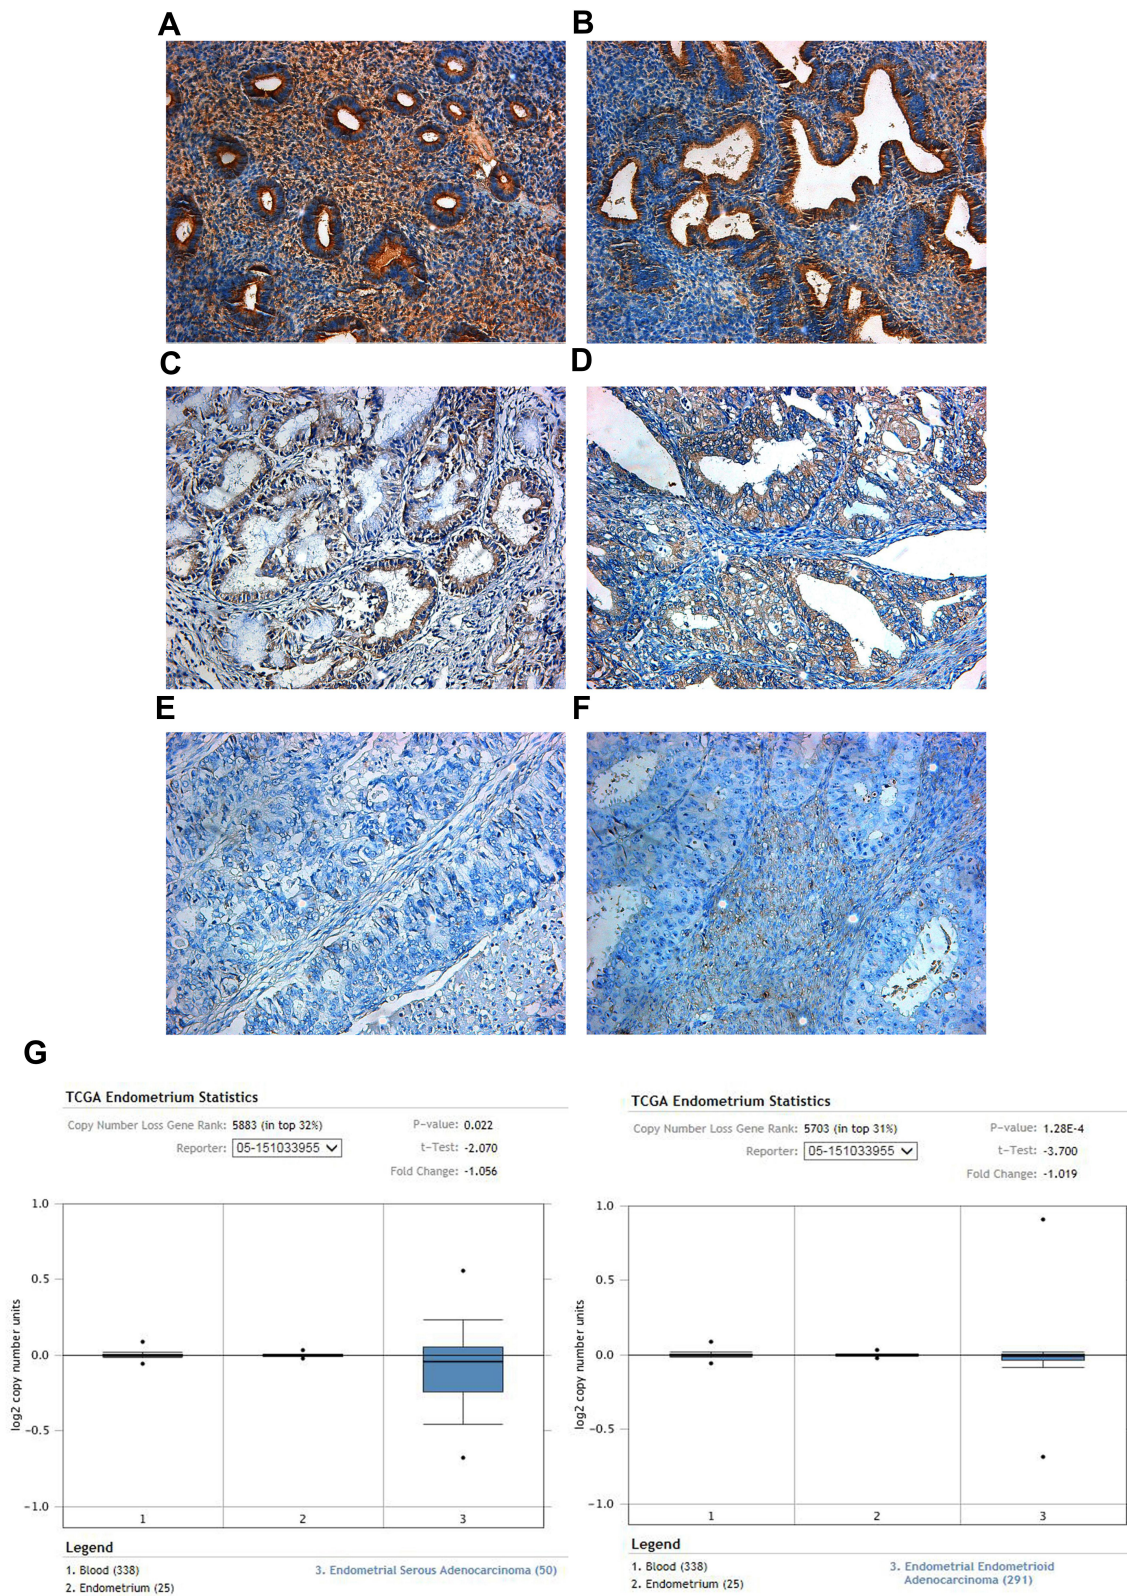 A
B
C
D
E
F
G
TCGA Endometrium Statistics
Copy Number Loss Gene Rank: 5883 (in top 32%)
P-value: 0.022
Reporter: 05-151033955
t-Test: -2.070
Fold Change: -1.056
1.0
0.5
0.0
-0.5
-1.0
log2 copy number units
1
2
3
Legend
1. Blood (338)
3. Endometrial Serous Adenocarcinoma (50)
2. Endometrium (25)
TCGA Endometrium Statistics
Copy Number Loss Gene Rank: 5703 (in top 31%)
P-value: 1.28E-4
Reporter: 05-151033955
t-Test: -3.700
Fold Change: -1.019
1.0
0.5
0.0
-0.5
-1.0
log2 copy number units
1
2
3
Legend
1. Blood (338)
3. Endometrial Endometrioid
Adenocarcinoma (291)
2. Endometrium (25)